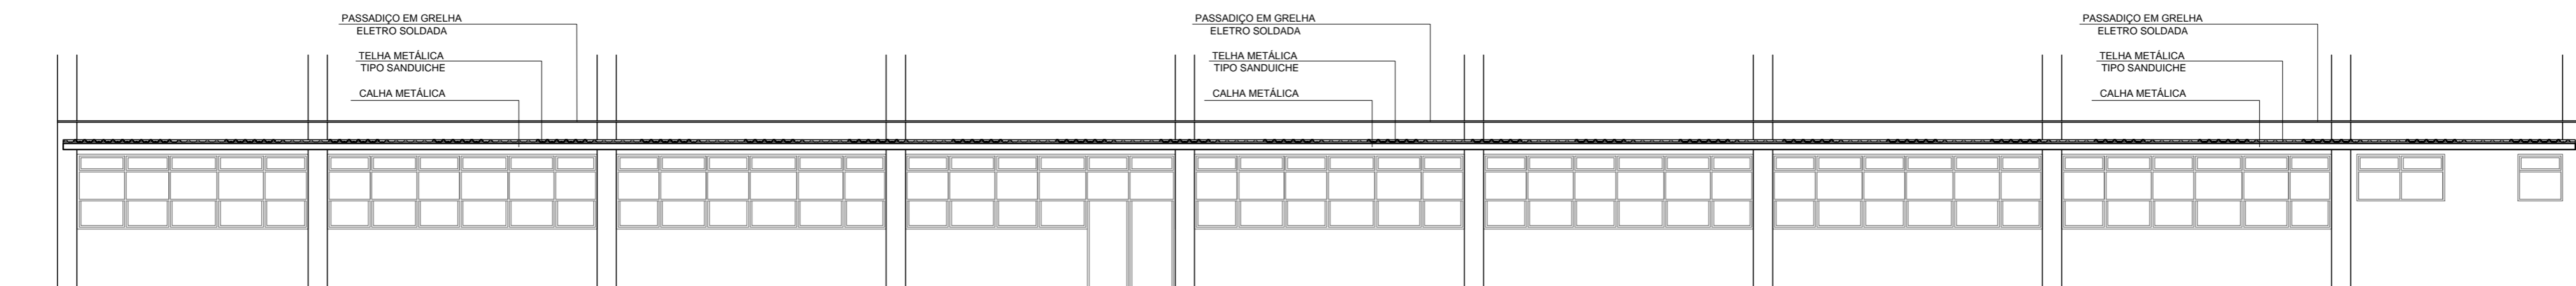 PASSADIÇO EM GRELHA
ELETRO SOLDADA
TELHA METÁLICA
TIPO SANDUICHE
CALHA METÁLICA
PASSADIÇO EM GRELHA
ELETRO SOLDADA
TELHA METÁLICA
TIPO SANDUICHE
CALHA METÁLICA
PASSADIÇO EM GRELHA
ELETRO SOLDADA
TELHA METÁLICA
TIPO SANDUICHE
CALHA METÁLICA